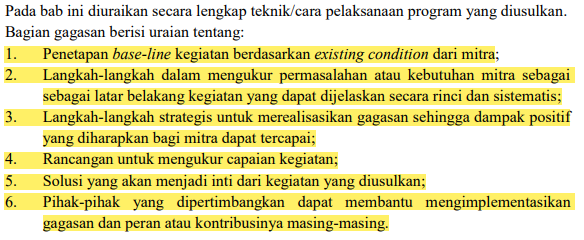 Pada bab ini diuraikan secara lengkap teknik/cara pelaksanaan program yang diusulkan.
Bagian gagasan berisi uraian tentang:
1. Penetapan base-line kegiatan berdasarkan existing condition dari mitra;
2. Langkah-langkah dalam mengukur permasalahan atau kebutuhan mitra sebagai
sebagai latar belakang kegiatan yang dapat dijelaskan secara rinci dan sistematis;
3. Langkah-langkah strategis untuk merealisasikan gagasan sehingga dampak positif
yang diharapkan bagi mitra dapat tercapai;
4. Rancangan untuk mengukur capaian kegiatan;
5. Solusi yang akan menjadi inti dari kegiatan yang diusulkan;
6. Pihak-pihak yang dipertimbangkan dapat membantu mengimplementasikan
gagasan dan peran atau kontribusinya masing-masing.